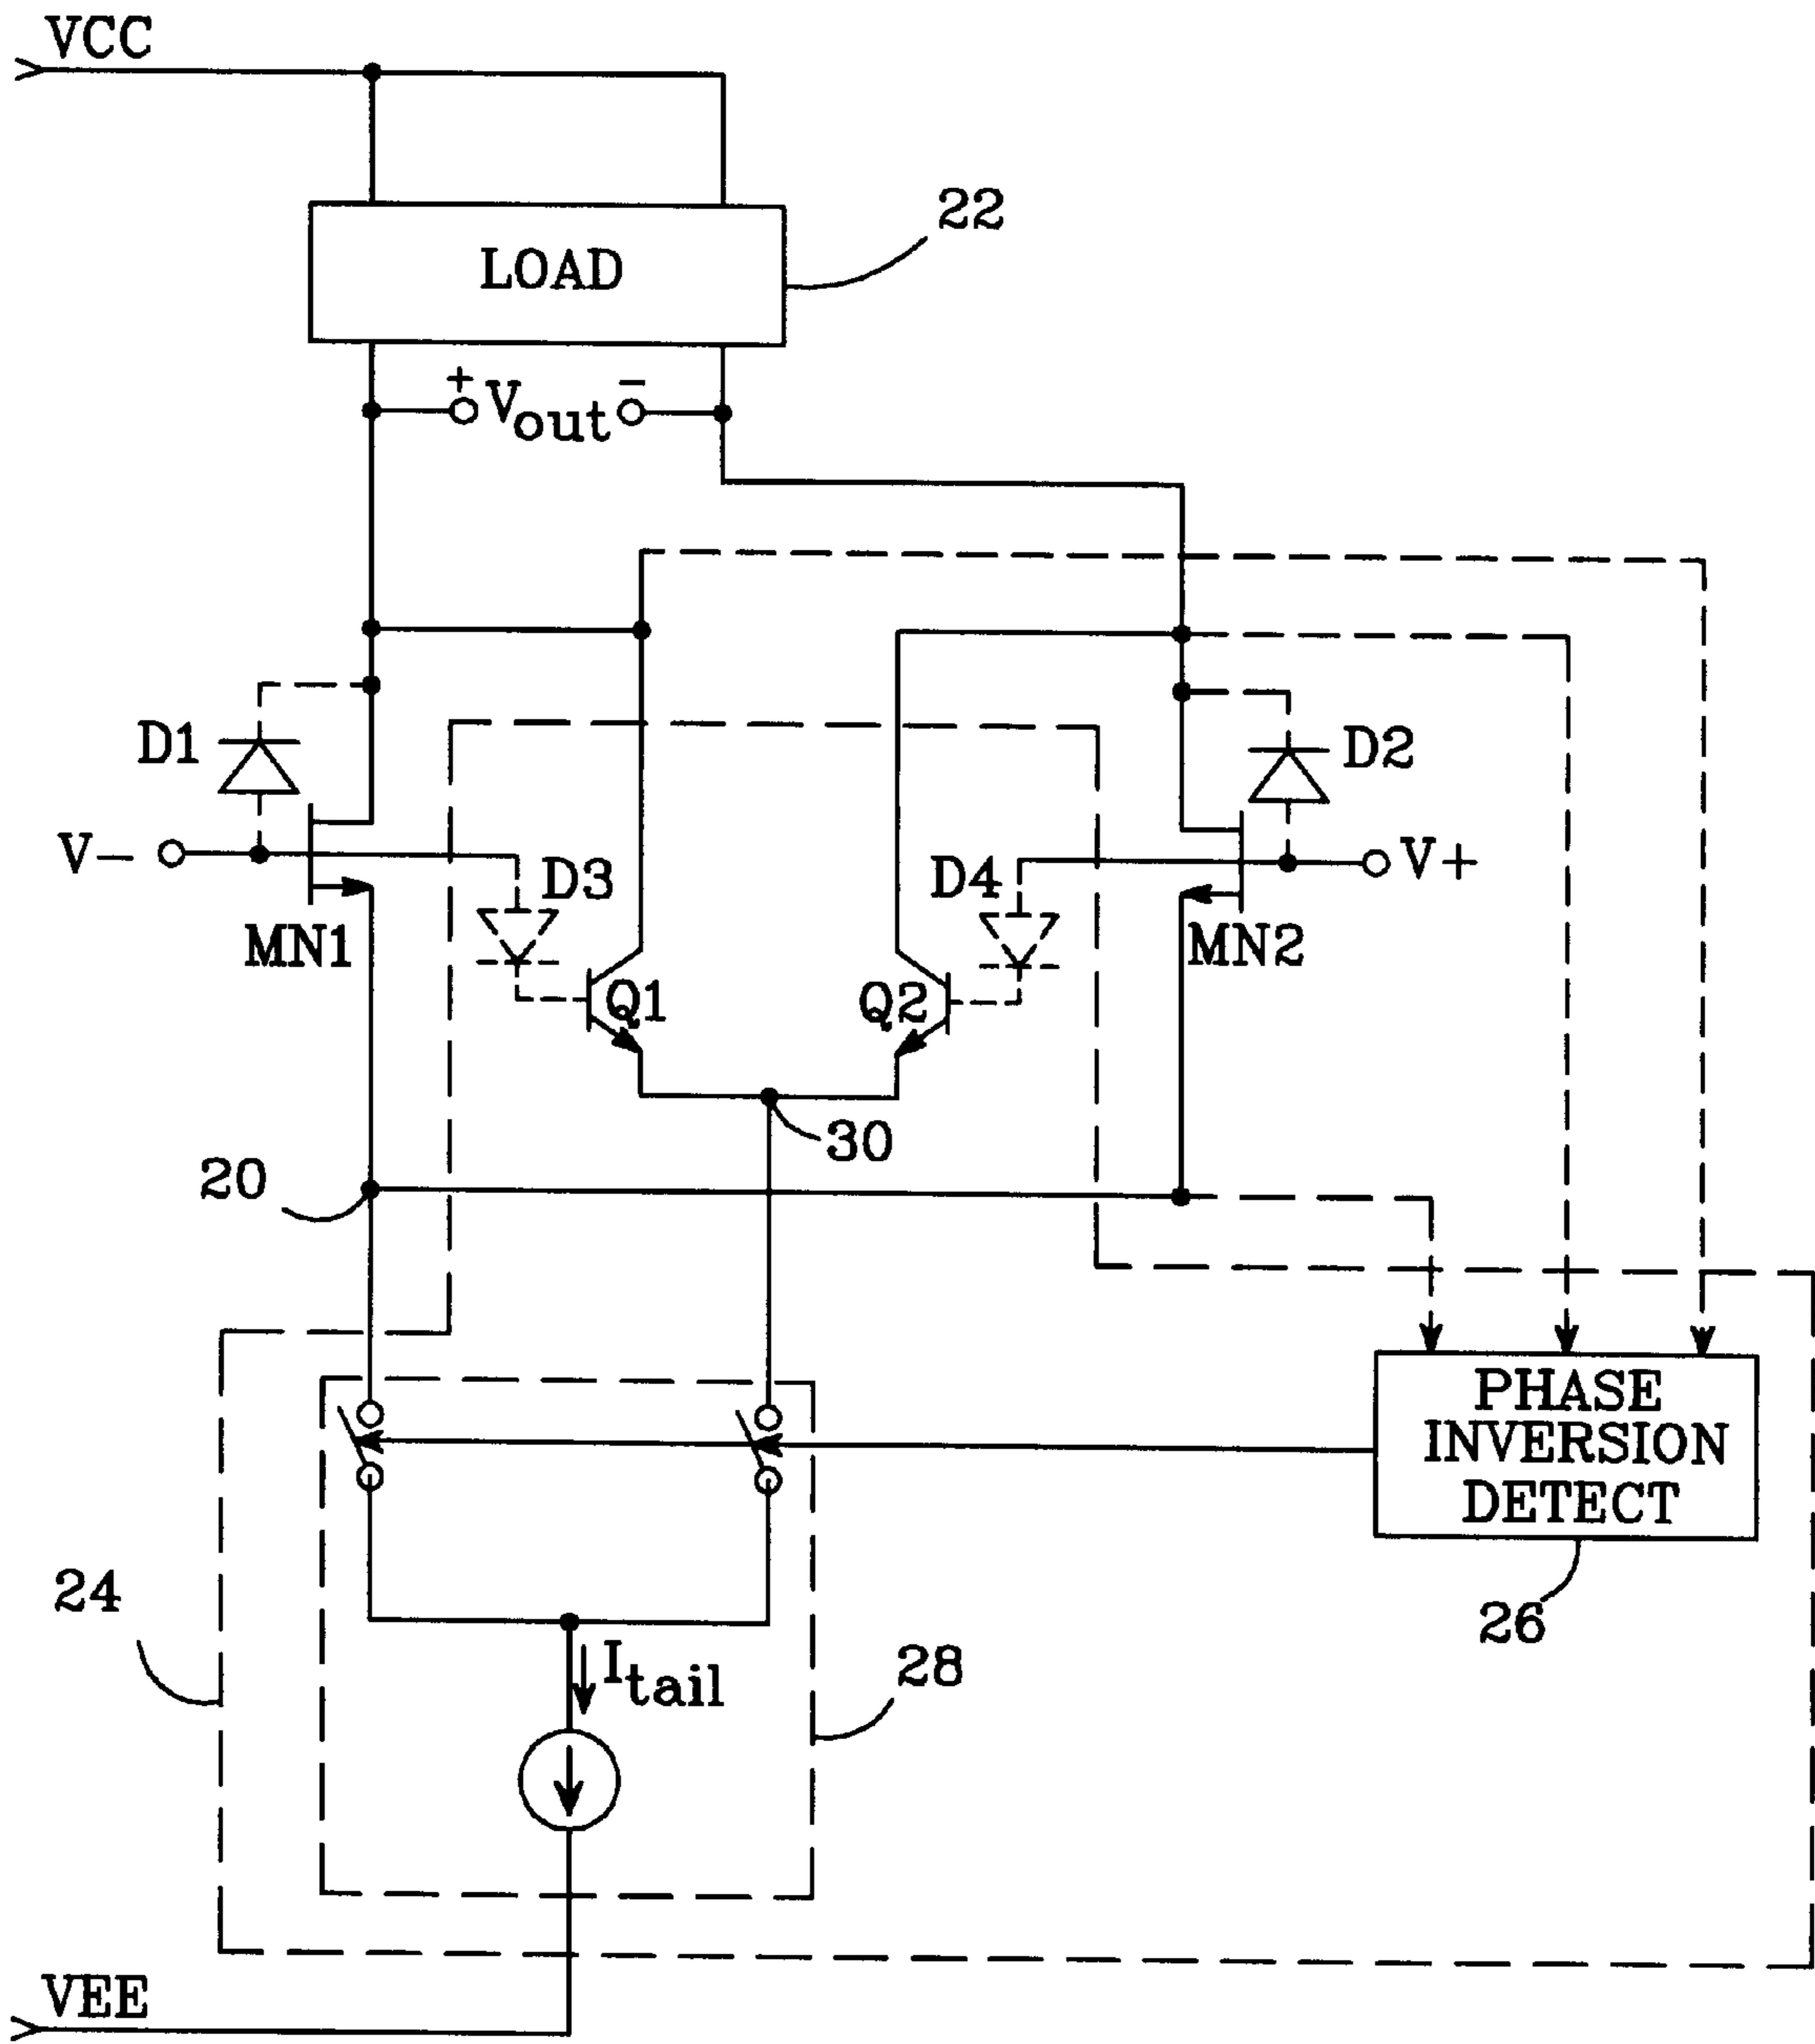 VCC
22
LOAD
+ Vout −
D1
D2
V−
D3
D4
V+
MN1
MN2
Q1
Q2
30
20
PHASE
INVERSION
DETECT
24
26
28
Itail
VEE